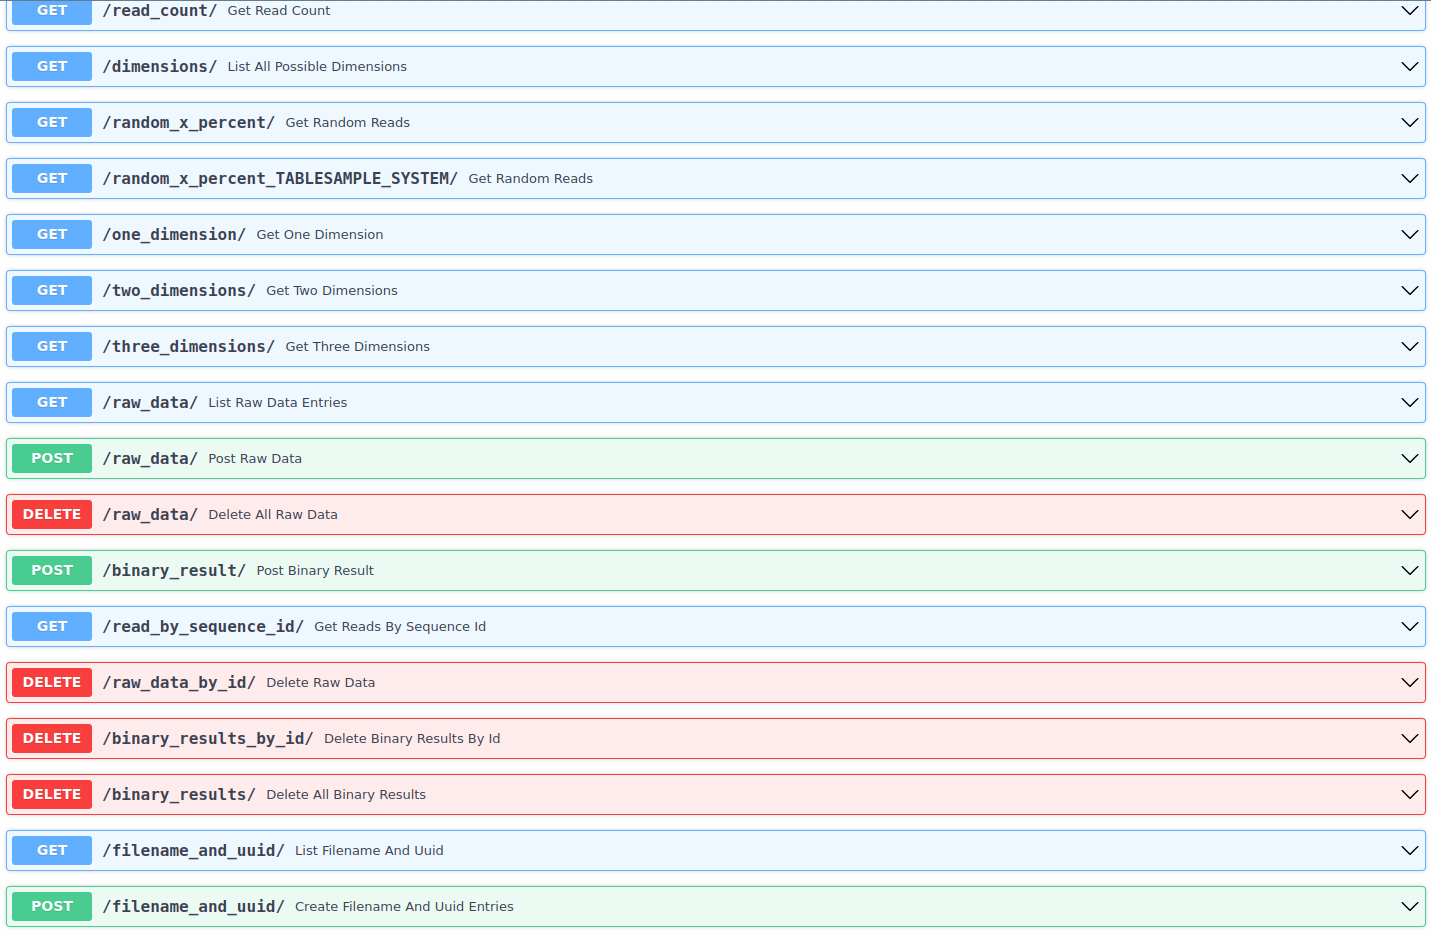 GET /read_count/ Get Read Count
GET /dimensions/ List All Possible Dimensions
GET /random_x_percent/ Get Random Reads
GET /random_x_percent_TABLESAMPLE_SYSTEM/ Get Random Reads
GET /one_dimension/ Get One Dimension
GET /two_dimensions/ Get Two Dimensions
GET /three_dimensions/ Get Three Dimensions
GET /raw_data/ List Raw Data Entries
POST /raw_data/ Post Raw Data
DELETE /raw_data/ Delete All Raw Data
POST /binary_result/ Post Binary Result
GET /read_by_sequence_id/ Get Reads By Sequence Id
DELETE /raw_data_by_id/ Delete Raw Data
DELETE /binary_results_by_id/ Delete Binary Results By Id
DELETE /binary_results/ Delete All Binary Results
GET /filename_and_uuid/ List Filename And Uuid
POST /filename_and_uuid/ Create Filename And Uuid Entries